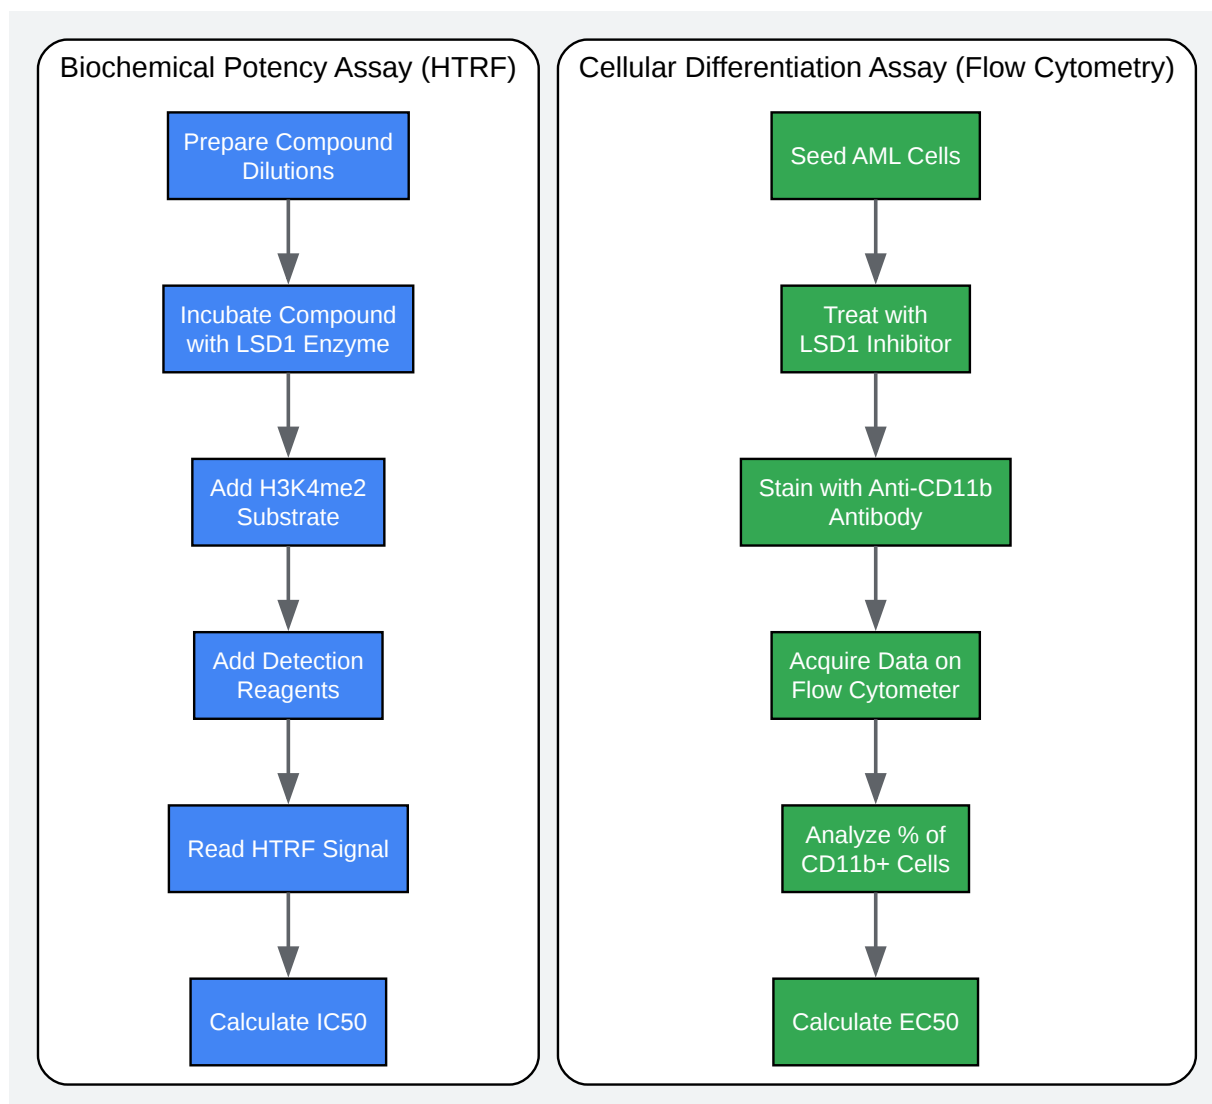 Biochemical Potency Assay (HTRF)
Prepare Compound
Dilutions
Incubate Compound
with LSD1 Enzyme
Add H3K4me2
Substrate
Add Detection
Reagents
Read HTRF Signal
Calculate IC50
Cellular Differentiation Assay (Flow Cytometry)
Seed AML Cells
Treat with
LSD1 Inhibitor
Stain with Anti-CD11b
Antibody
Acquire Data on
Flow Cytometer
Analyze % of
CD11b+ Cells
Calculate EC50